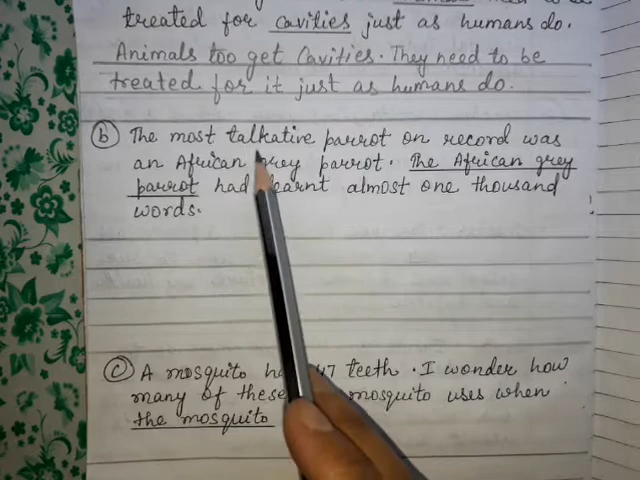 treated for cavities just as humans do.
Animals too get Cavities. They need to be
treated for it just as humans do.
(b) The most talkative parrot on record was
an African grey parrot. The African grey
parrot had learnt almost one thousand
words.
(c) A mosquito 47 teeth. I wonder how
many of these mosquito uses when
the mosquito